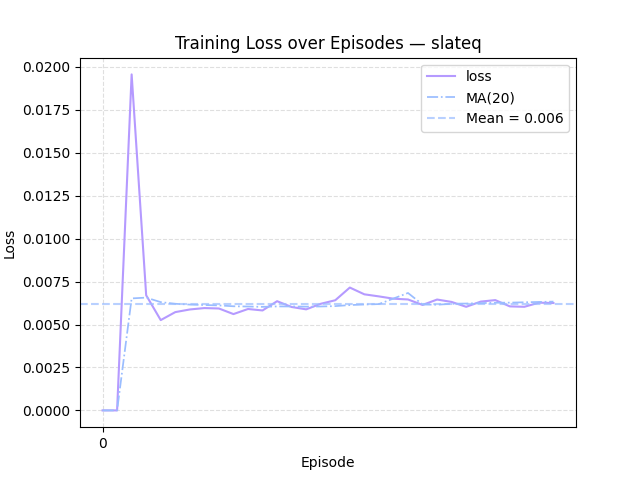 Training Loss over Episodes — slateq
loss
MA(20)
Mean = 0.006
0.0200
0.0175
0.0150
0.0125
0.0100
0.0075
0.0050
0.0025
0.0000
Loss
0
Episode